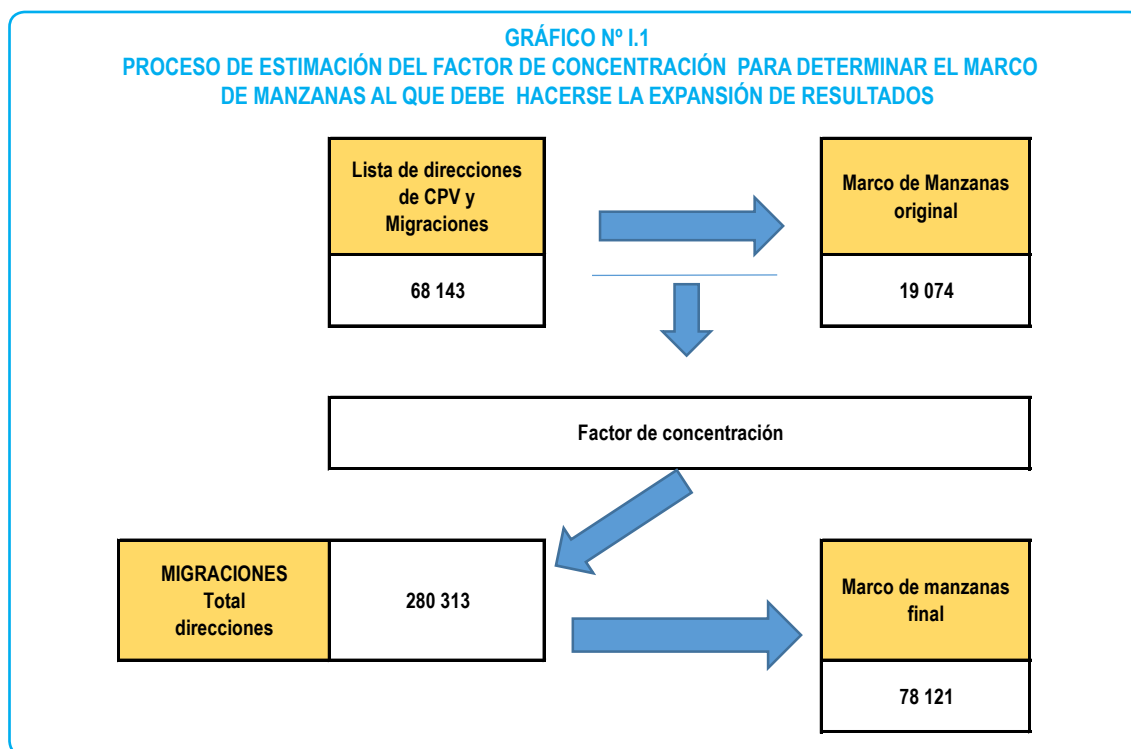 GRÁFICO Nº I.1
PROCESO DE ESTIMACIÓN DEL FACTOR DE CONCENTRACIÓN PARA DETERMINAR EL MARCO
DE MANZANAS AL QUE DEBE HACERSE LA EXPANSIÓN DE RESULTADOS
Lista de direcciones
de CPV y
Migraciones
68 143
Marco de Manzanas
original
19 074
Factor de concentración
MIGRACIONES
Total
direcciones
280 313
Marco de manzanas
final
78 121